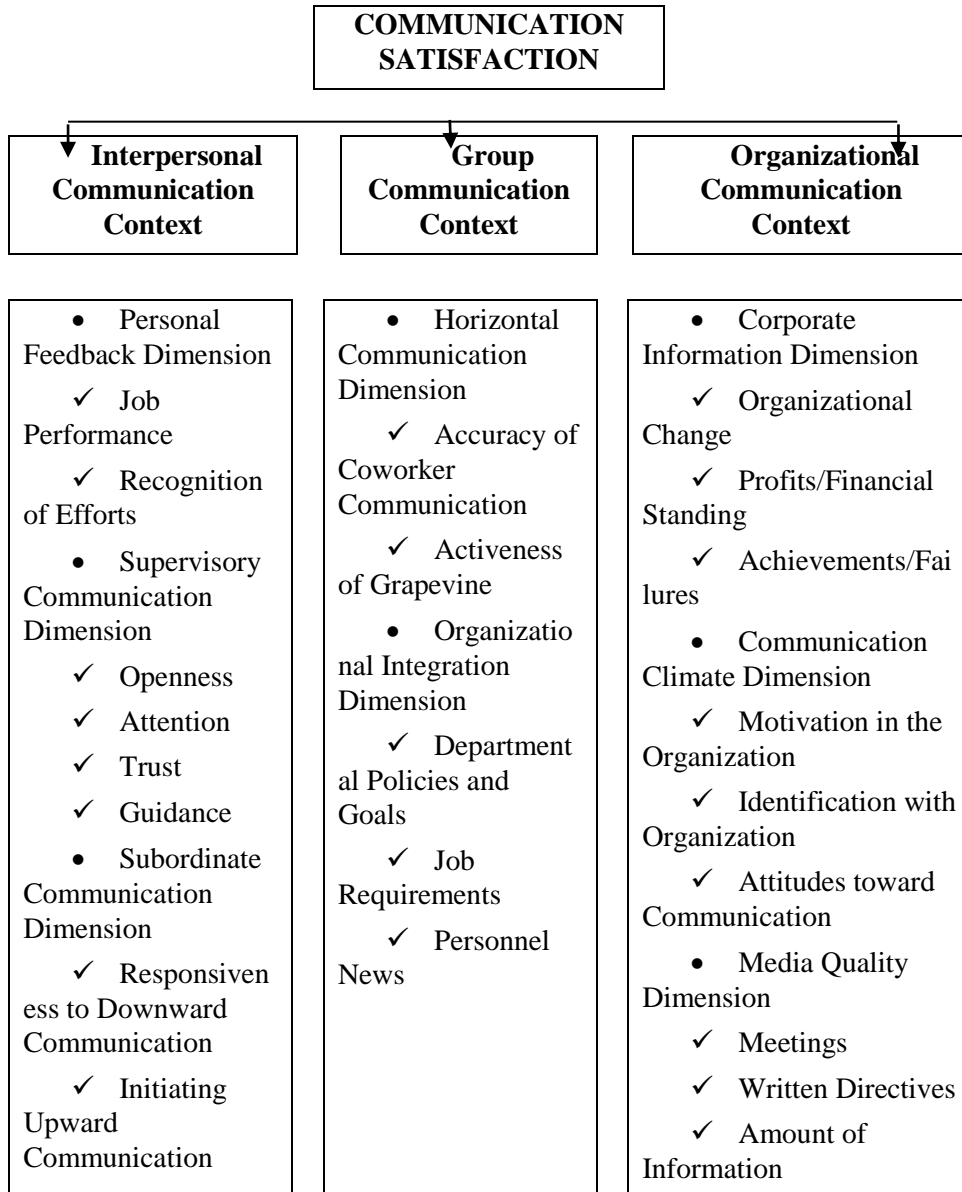 COMMUNICATION
SATISFACTION
Interpersonal
Communication
Context
Group
Communication
Context
Organizational
Communication
Context
• Personal
Feedback Dimension
✓ Job
Performance
✓ Recognition
of Efforts
• Supervisory
Communication
Dimension
✓ Openness
✓ Attention
✓ Trust
✓ Guidance
• Subordinate
Communication
Dimension
✓ Responsiven
ess to Downward
Communication
✓ Initiating
Upward
Communication
• Horizontal
Communication
Dimension
✓ Accuracy of
Coworker
Communication
✓ Activeness
of Grapevine
• Organizatio
nal Integration
Dimension
✓ Department
al Policies and
Goals
✓ Job
Requirements
✓ Personnel
News
• Corporate
Information Dimension
✓ Organizational
Change
✓ Profits/Financial
Standing
✓ Achievements/Fai
lures
• Communication
Climate Dimension
✓ Motivation in the
Organization
✓ Identification with
Organization
✓ Attitudes toward
Communication
• Media Quality
Dimension
✓ Meetings
✓ Written Directives
✓ Amount of
Information